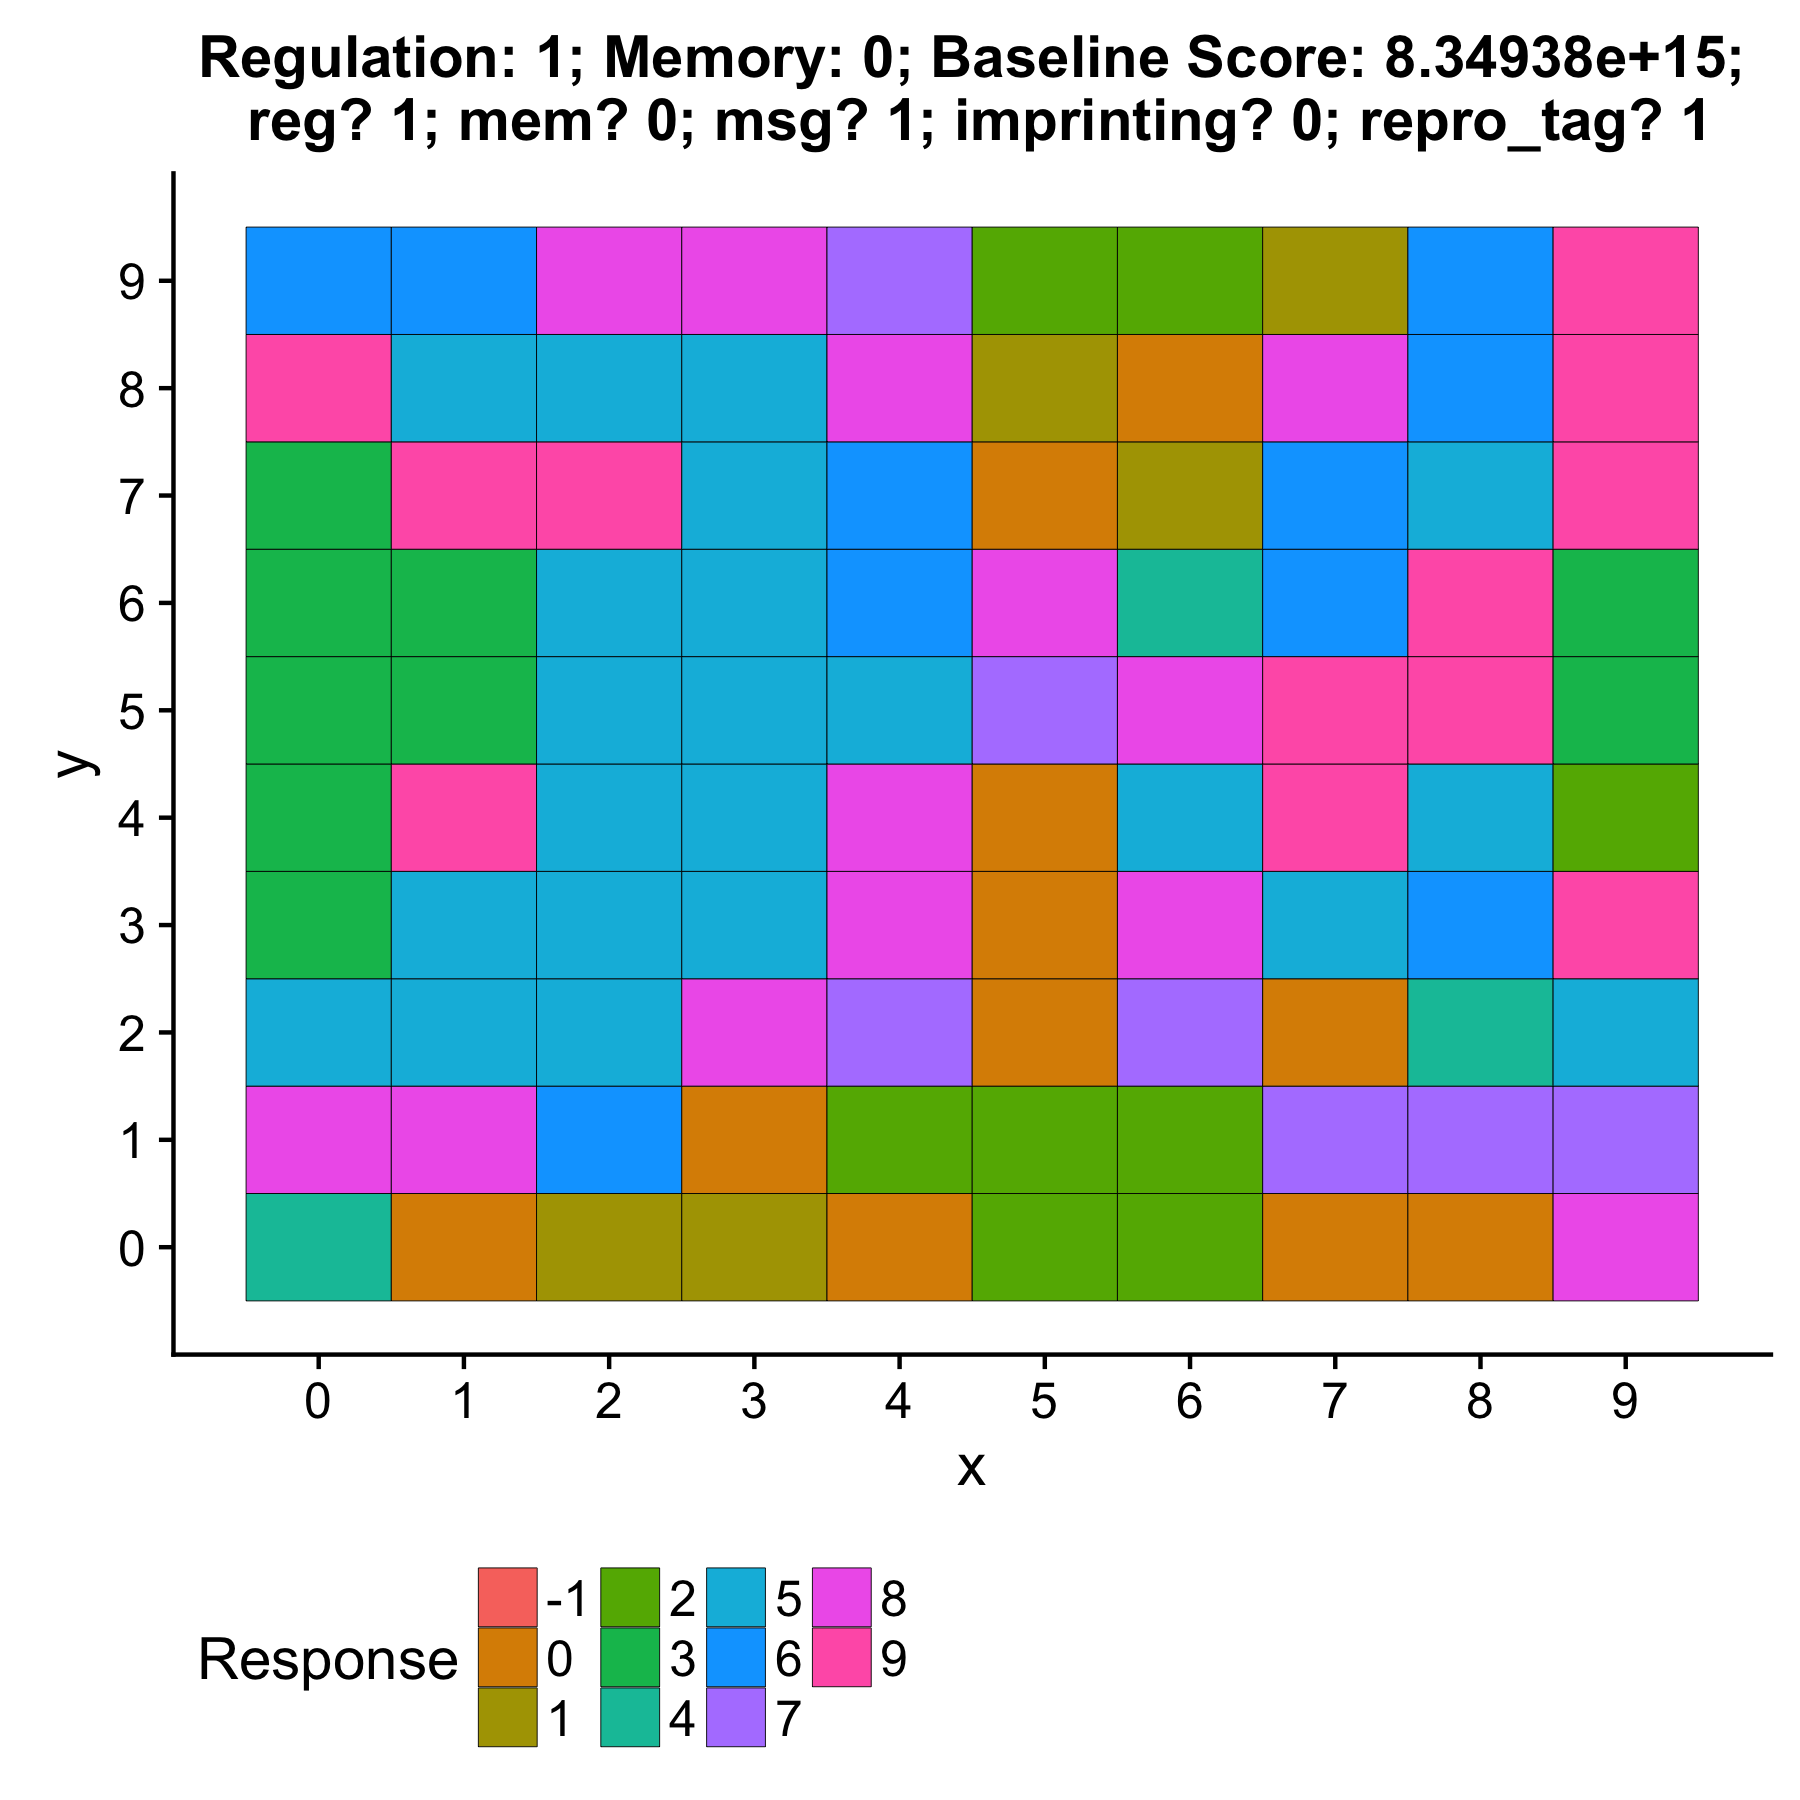 Regulation: 1; Memory: 0; Baseline Score: 8.34938e+15;
reg? 1; mem? 0; msg? 1; imprinting? 0; repro_tag? 1
9
8
7
6
5
4
3
2
1
0
y
0 1 2 3 4 5 6 7 8 9
x
Response
-1 2 5 8
0 3 6 9
1 4 7